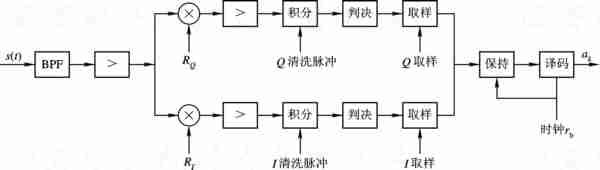 > 积分 判决 取样
s(t) BPF > R_Q Q清洗脉冲 Q取样 保持 译码 a_k
> 积分 判决 取样 时钟r_b
R_I I清洗脉冲 I取样